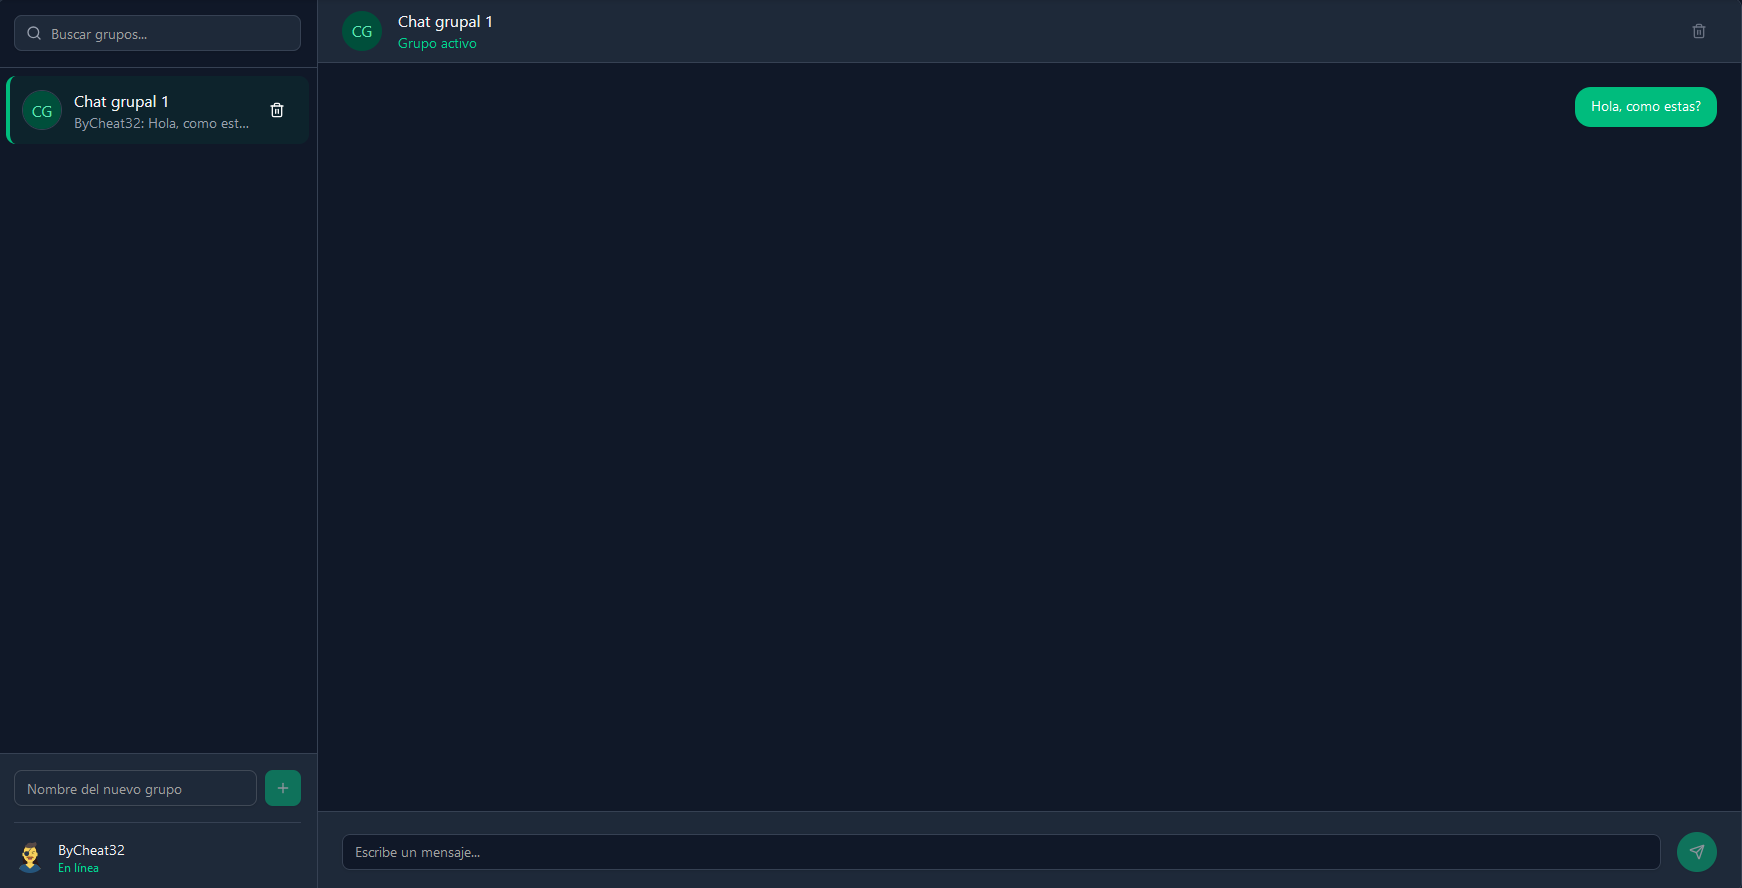 Buscar grupos...
CG
Chat grupal 1
ByCheat32: Hola, como est...
Nombre del nuevo grupo
ByCheat32
En línea
CG
Chat grupal 1
Grupo activo
Hola, como estas?
Escribe un mensaje...